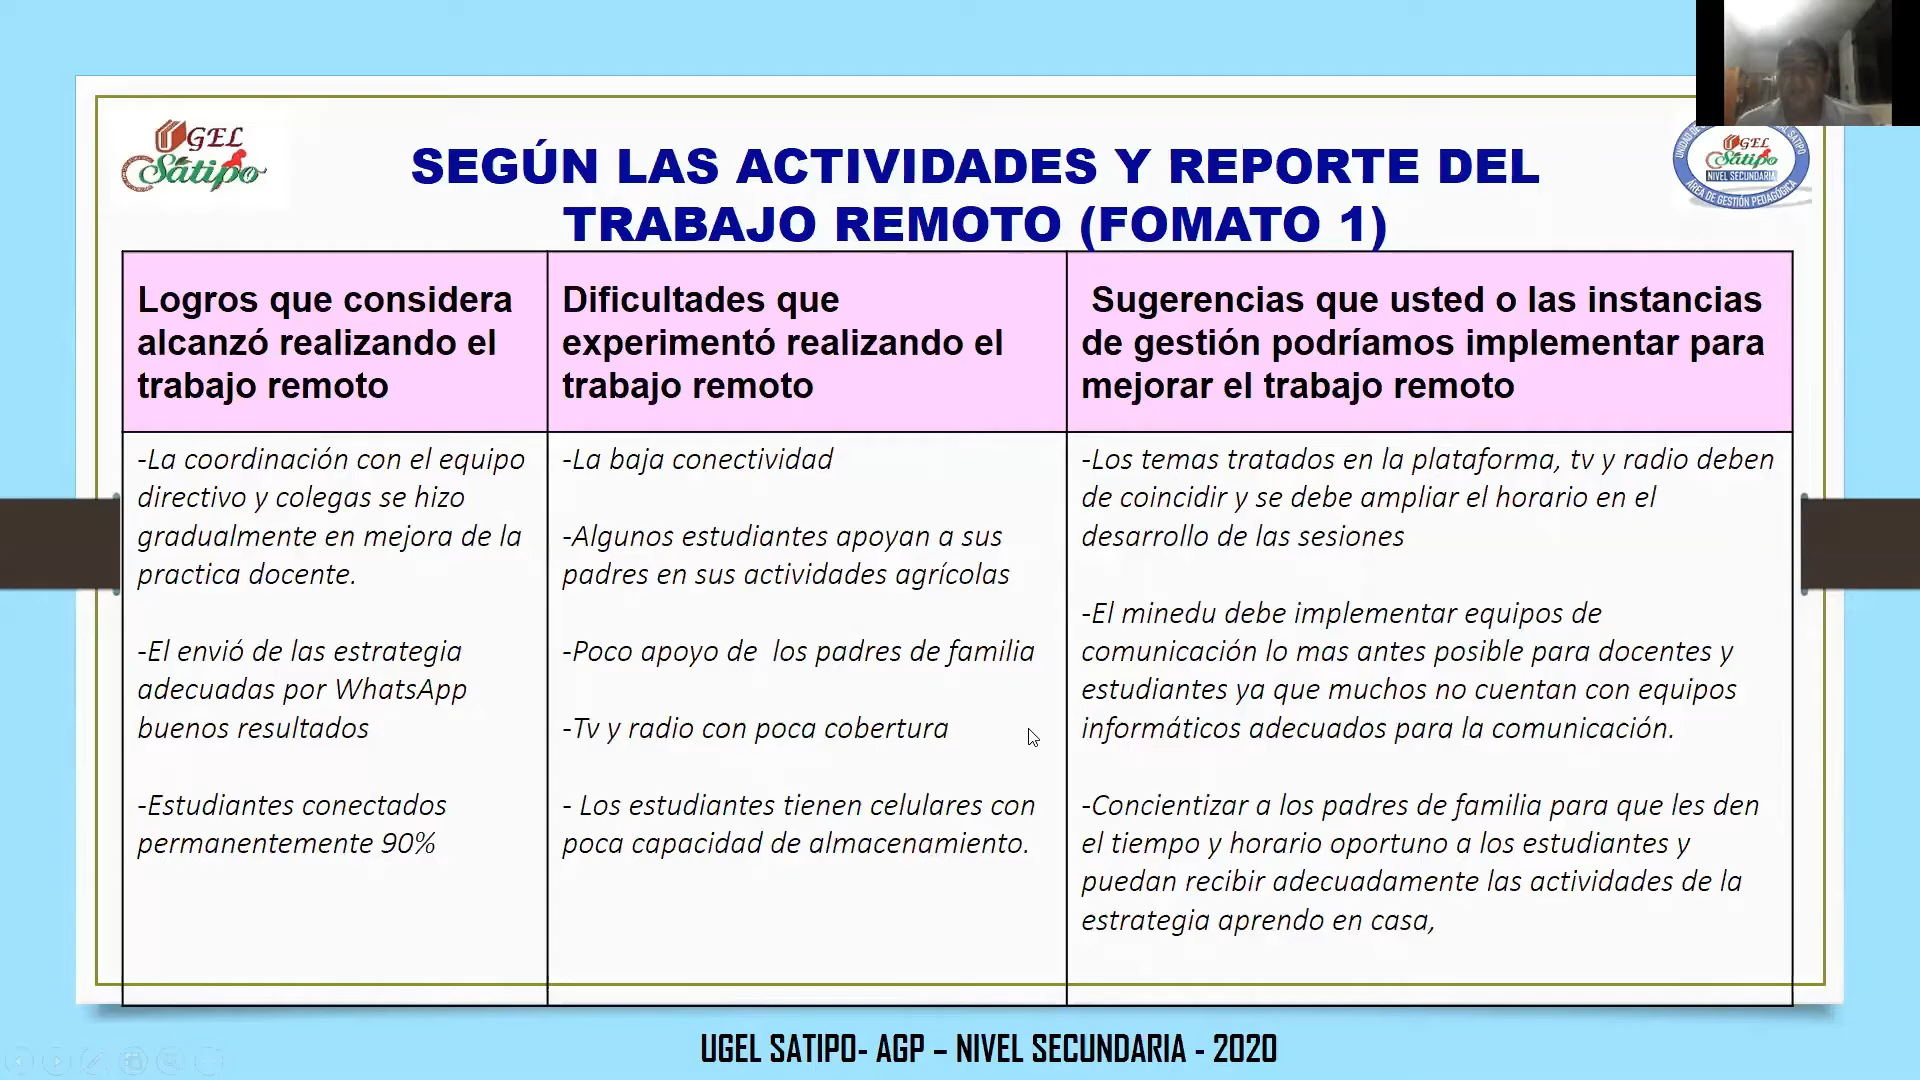 UGEL
Satipo
SEGÚN LAS ACTIVIDADES Y REPORTE DEL
TRABAJO REMOTO (FOMATO 1)
UGEL
Satipo
NIVEL SECUNDARIA
ÁREA DE GESTIÓN PEDAGÓGICA
Logros que considera
alcanzó realizando el
trabajo remoto
Dificultades que
experimentó realizando el
trabajo remoto
Sugerencias que usted o las instancias
de gestión podríamos implementar para
mejorar el trabajo remoto
-La coordinación con el equipo
directivo y colegas se hizo
gradualmente en mejora de la
practica docente.
-El envió de las estrategia
adecuadas por WhatsApp
buenos resultados
-Estudiantes conectados
permanentemente 90%
-La baja conectividad
-Algunos estudiantes apoyan a sus
padres en sus actividades agrícolas
-Poco apoyo de los padres de familia
-Tv y radio con poca cobertura
- Los estudiantes tienen celulares con
poca capacidad de almacenamiento.
-Los temas tratados en la plataforma, tv y radio deben
de coincidir y se debe ampliar el horario en el
desarrollo de las sesiones
-El minedu debe implementar equipos de
comunicación lo mas antes posible para docentes y
estudiantes ya que muchos no cuentan con equipos
informáticos adecuados para la comunicación.
-Concientizar a los padres de familia para que les den
el tiempo y horario oportuno a los estudiantes y
puedan recibir adecuadamente las actividades de la
estrategia aprendo en casa,
UGEL SATIPO- AGP – NIVEL SECUNDARIA - 2020